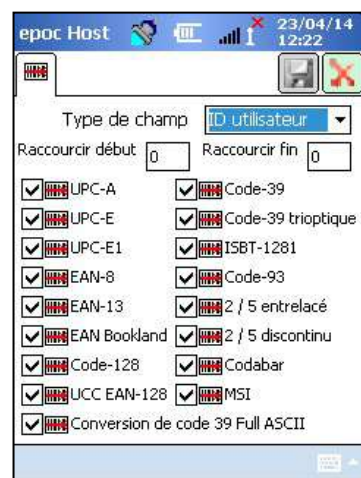 epoc Host 23/04/14
12:22
Type de champ ID utilisateur
Raccourcir début 0 Raccourcir fin 0
UPC-A Code-39
UPC-E Code-39 trioptique
UPC-E1 ISBT-1281
EAN-8 Code-93
EAN-13 2 / 5 entrelacé
EAN Bookland 2 / 5 discontinu
Code-128 Codabar
UCC EAN-128 MSI
Conversion de code 39 Full ASCII